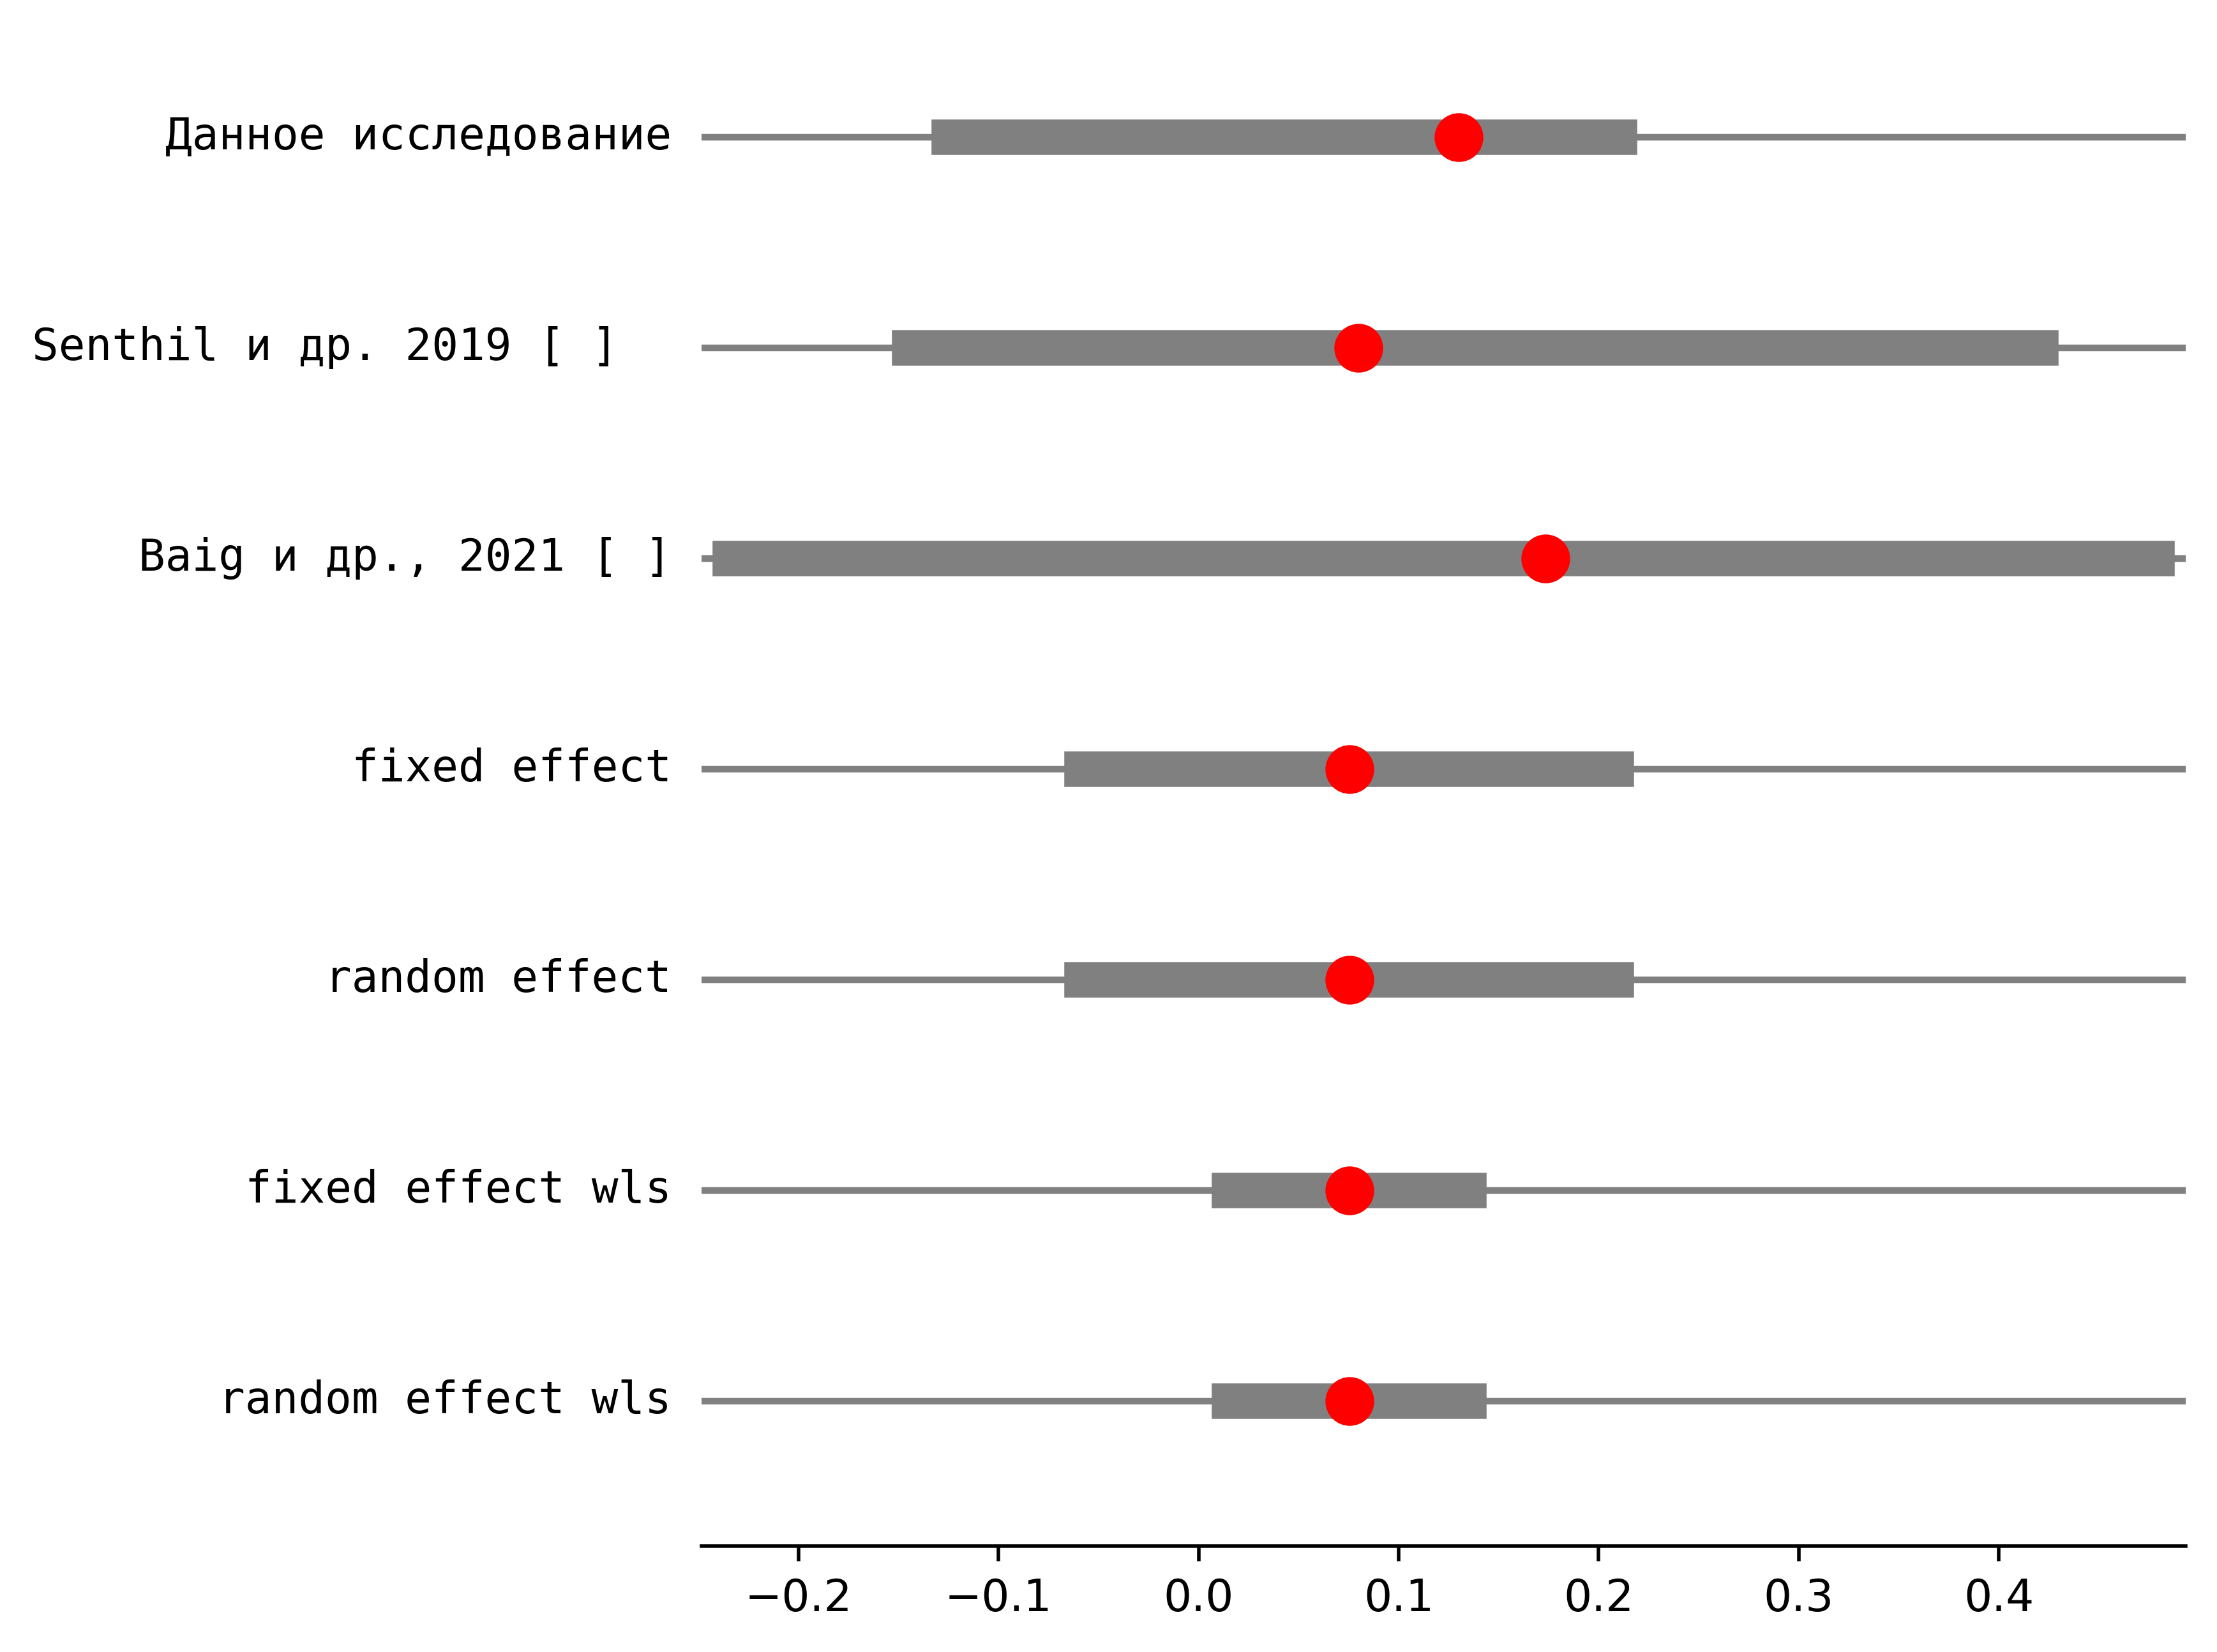 Данное исследование
Senthil и др. 2019 [ ]
Baig и др., 2021 [ ]
fixed effect
random effect
fixed effect wls
random effect wls
−0.2 −0.1 0.0 0.1 0.2 0.3 0.4